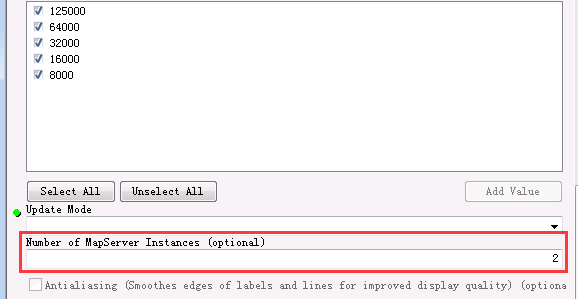 125000
64000
32000
16000
8000
Select All Unselect All Add Value
Update Mode
Number of MapServer Instances (optional)
2
Antialiasing (Smoothes edges of labels and lines for improved display quality) (optiona